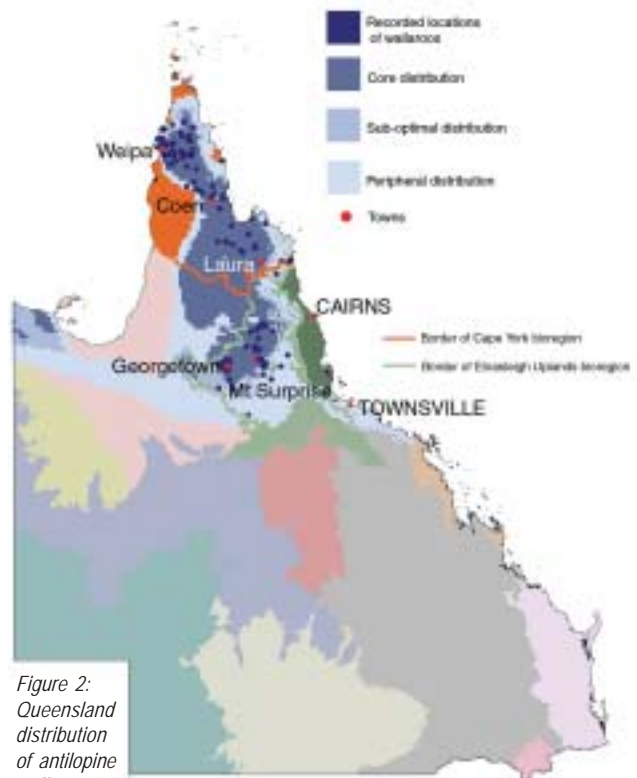 Recorded locations
of wallaroos
Core distribution
Sub-optimal distribution
Peripheral distribution
Towns
Weipa
Coen
Laura
CAIRNS
Border of Cape York bioregion
Georgetown
Border of Einasleigh Uplands bioregion
Mt Surprise
TOWNSVILLE
Figure 2:
Queensland
distribution
of antilopine